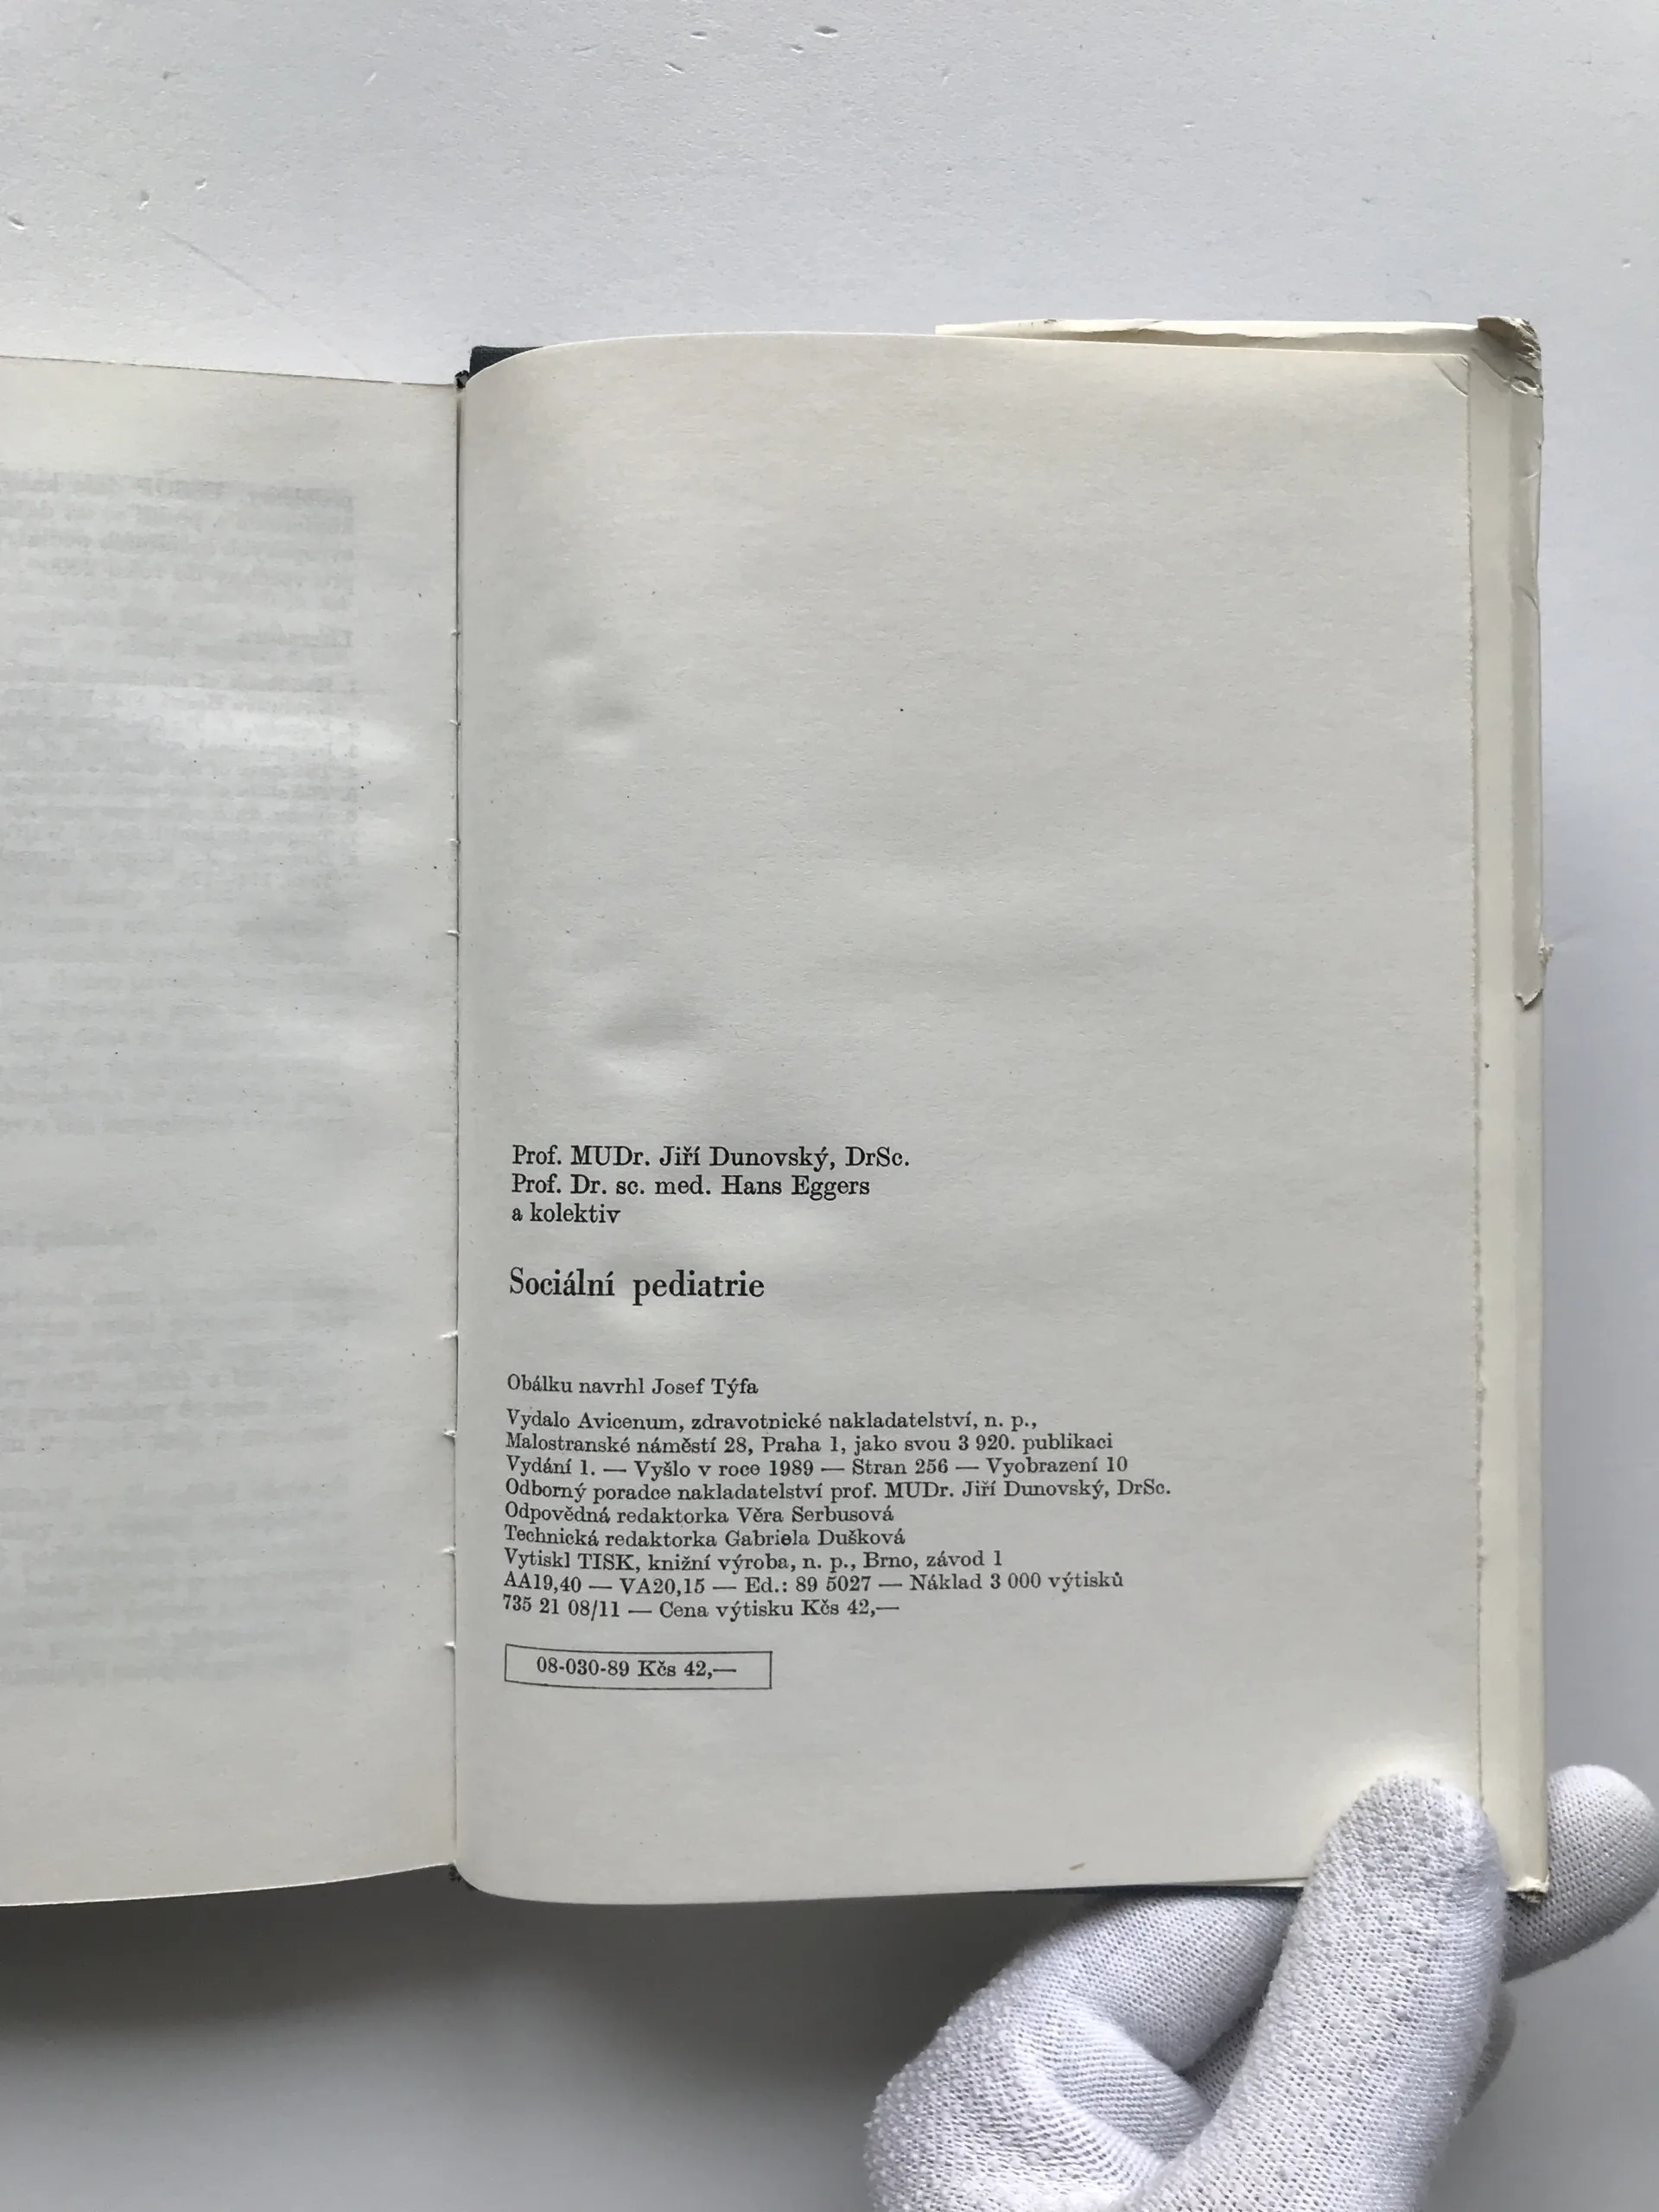 Prof. MUDr. Jiří Dunovský, DrSc.
Prof. Dr. sc. med. Hans Eggers
a kolektiv
Sociální pediatrie
Obálku navrhl Josef Týfa
Vydalo Avicenum, zdravotnické nakladatelství, n. p.,
Malostranské náměstí 28, Praha 1, jako svou 3 920. publikaci
Vydání 1. — Vyšlo v roce 1989 — Stran 256 — Vyobrazení 10
Odborný poradce nakladatelství prof. MUDr. Jiří Dunovský, DrSc.
Odpovědná redaktorka Věra Serbusová
Technická redaktorka Gabriela Dušková
Vytiskl TISK, knižní výroba, n. p., Brno, závod 1
AA19,40 — VA20,15 — Ed.: 89 5027 — Náklad 3 000 výtisků
735 21 08/11 — Cena výtisku Kčs 42,—
08-030-89 Kčs 42,—